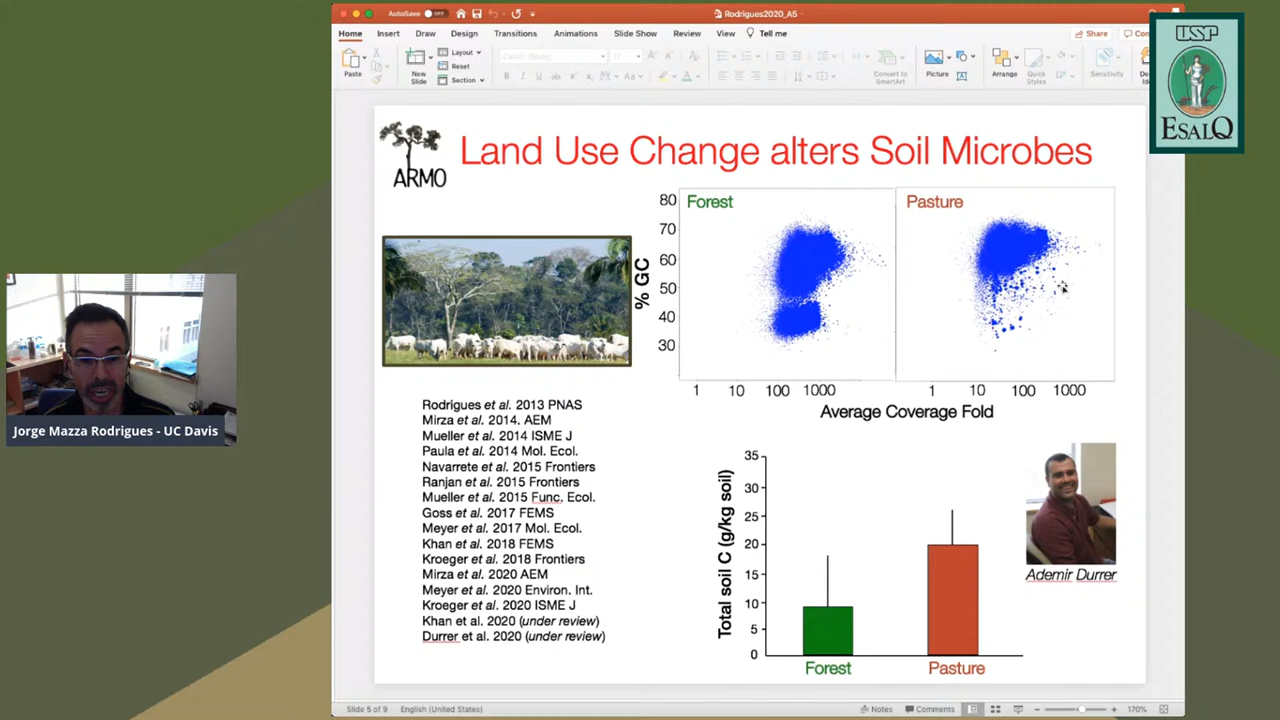 AutoSave OFF
Rodrigues2020_A5
Home Insert Draw Design Transitions Animations Slide Show Review View Tell me
Share
Paste
New Slide
Layout
Reset
Section
Convert to SmartArt
Picture
Arrange
Quick Styles
Sensitivity
USP
ESALQ
ARMO
Land Use Change alters Soil Microbes
Forest
Pasture
% GC
80
70
60
50
40
30
1 10 100 1000
1 10 100 1000
Average Coverage Fold
Jorge Mazza Rodrigues - UC Davis
Rodrigues et al. 2013 PNAS
Mirza et al. 2014. AEM
Mueller et al. 2014 ISME J
Paula et al. 2014 Mol. Ecol.
Navarrete et al. 2015 Frontiers
Ranjan et al. 2015 Frontiers
Mueller et al. 2015 Func. Ecol.
Goss et al. 2017 FEMS
Meyer et al. 2017 Mol. Ecol.
Khan et al. 2018 FEMS
Kroeger et al. 2018 Frontiers
Mirza et al. 2020 AEM
Meyer et al. 2020 Environ. Int.
Kroeger et al. 2020 ISME J
Khan et al. 2020 (under review)
Durrer et al. 2020 (under review)
Total soil C (g/kg soil)
35
30
25
20
15
10
5
0
Forest
Pasture
Ademir Durrer
Slide 5 of 9
English (United States)
Notes
Comments
170%